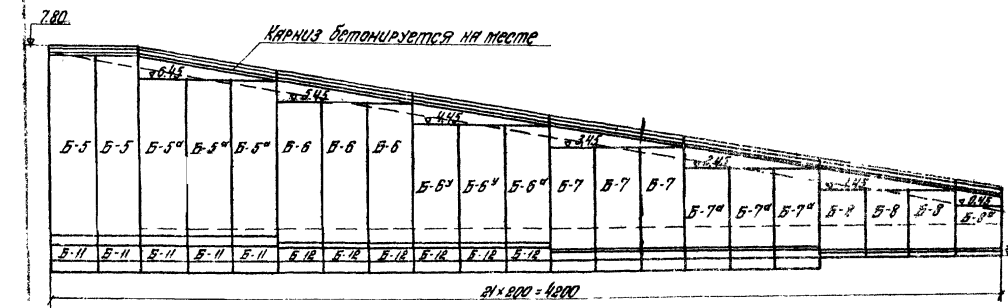 7.80
Карниз бетонируется на месте
6.45
5.45
4.45
3.45
2.45
1.45
0.45
Б-5 Б-5 Б-5а Б-5а Б-5а Б-6 Б-6 Б-6
Б-6у Б-6у Б-6а Б-7 Б-7 Б-7
Б-7а Б-7а Б-7а Б-8 Б-8 Б-8 Б-8а
Б-11 Б-11 Б-11 Б-11 Б-11 Б-12 Б-12 Б-12 Б-12 Б-12 Б-12
21×200=4200